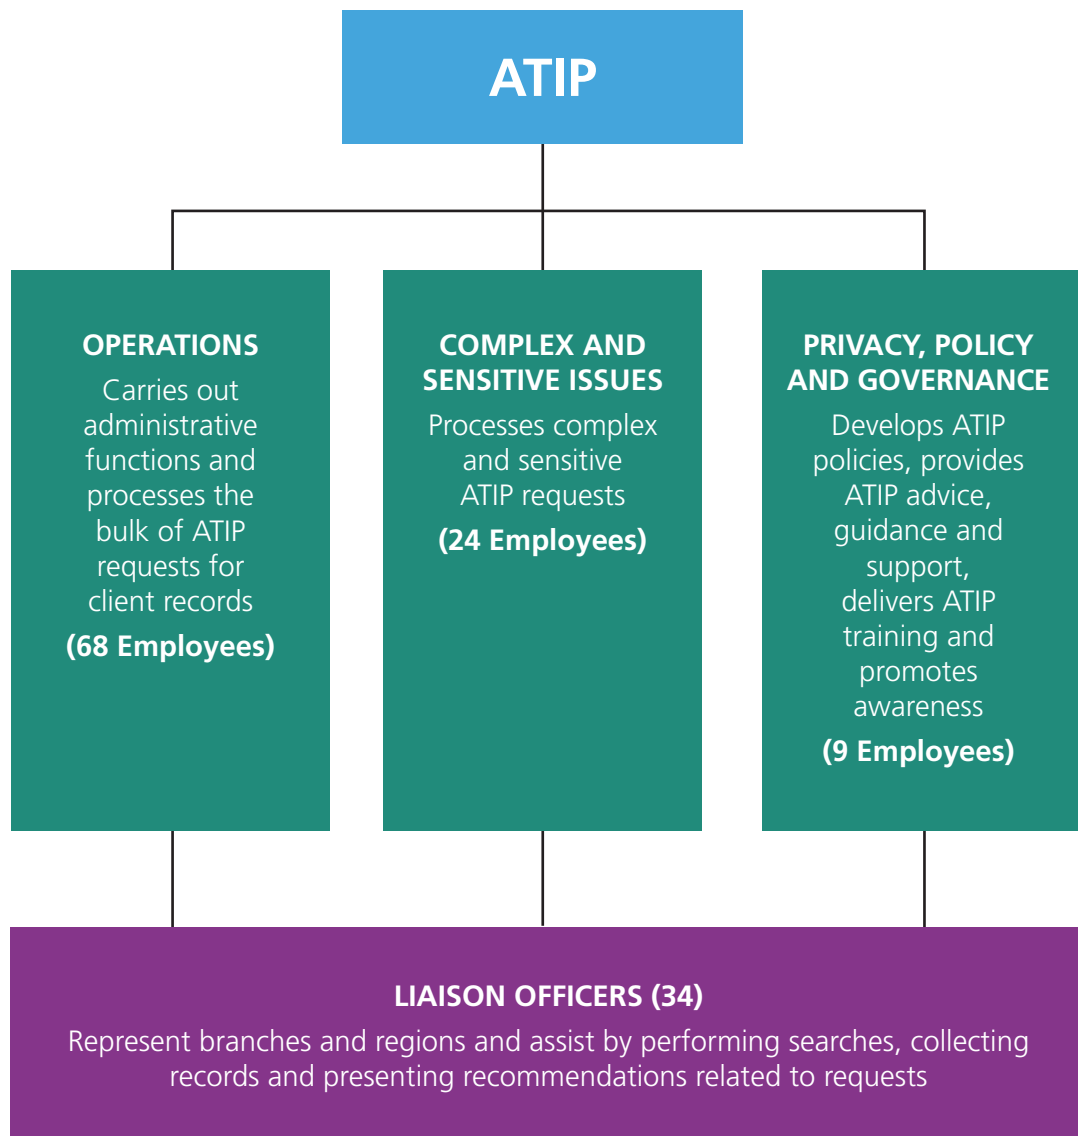 ATIP
OPERATIONS
Carries out
administrative
functions and
processes the
bulk of ATIP
requests for
client records
(68 Employees)
COMPLEX AND
SENSITIVE ISSUES
Processes complex
and sensitive
ATIP requests
(24 Employees)
PRIVACY, POLICY
AND GOVERNANCE
Develops ATIP
policies, provides
ATIP advice,
guidance and
support,
delivers ATIP
training and
promotes
awareness
(9 Employees)
LIAISON OFFICERS (34)
Represent branches and regions and assist by performing searches, collecting
records and presenting recommendations related to requests